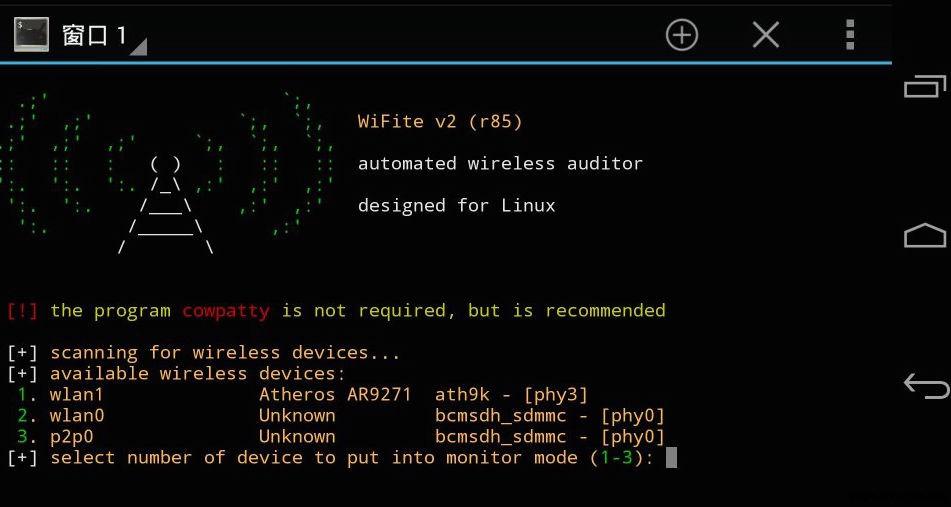 窗口 1
WiFite v2 (r85)
automated wireless auditor
designed for Linux
[!] the program cowpatty is not required, but is recommended
[+] scanning for wireless devices...
[+] available wireless devices:
1. wlan1 Atheros AR9271 ath9k - [phy3]
2. wlan0 Unknown bcmsdh_sdmmc - [phy0]
3. p2p0 Unknown bcmsdh_sdmmc - [phy0]
[+] select number of device to put into monitor mode (1-3):